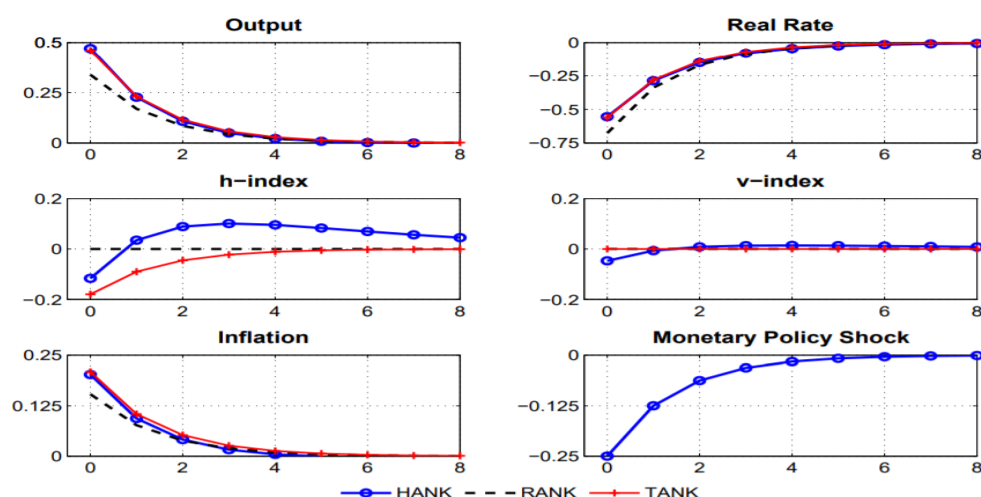 Output
Real Rate
0.5
0.25
0
0
-0.25
-0.5
-0.75
0 2 4 6 8
0 2 4 6 8
h-index
v-index
0.2
0
-0.2
0.2
0
-0.2
0 2 4 6 8
0 2 4 6 8
Inflation
Monetary Policy Shock
0.25
0.125
0
0
-0.125
-0.25
0 2 4 6 8
0 2 4 6 8
HANK RANK TANK